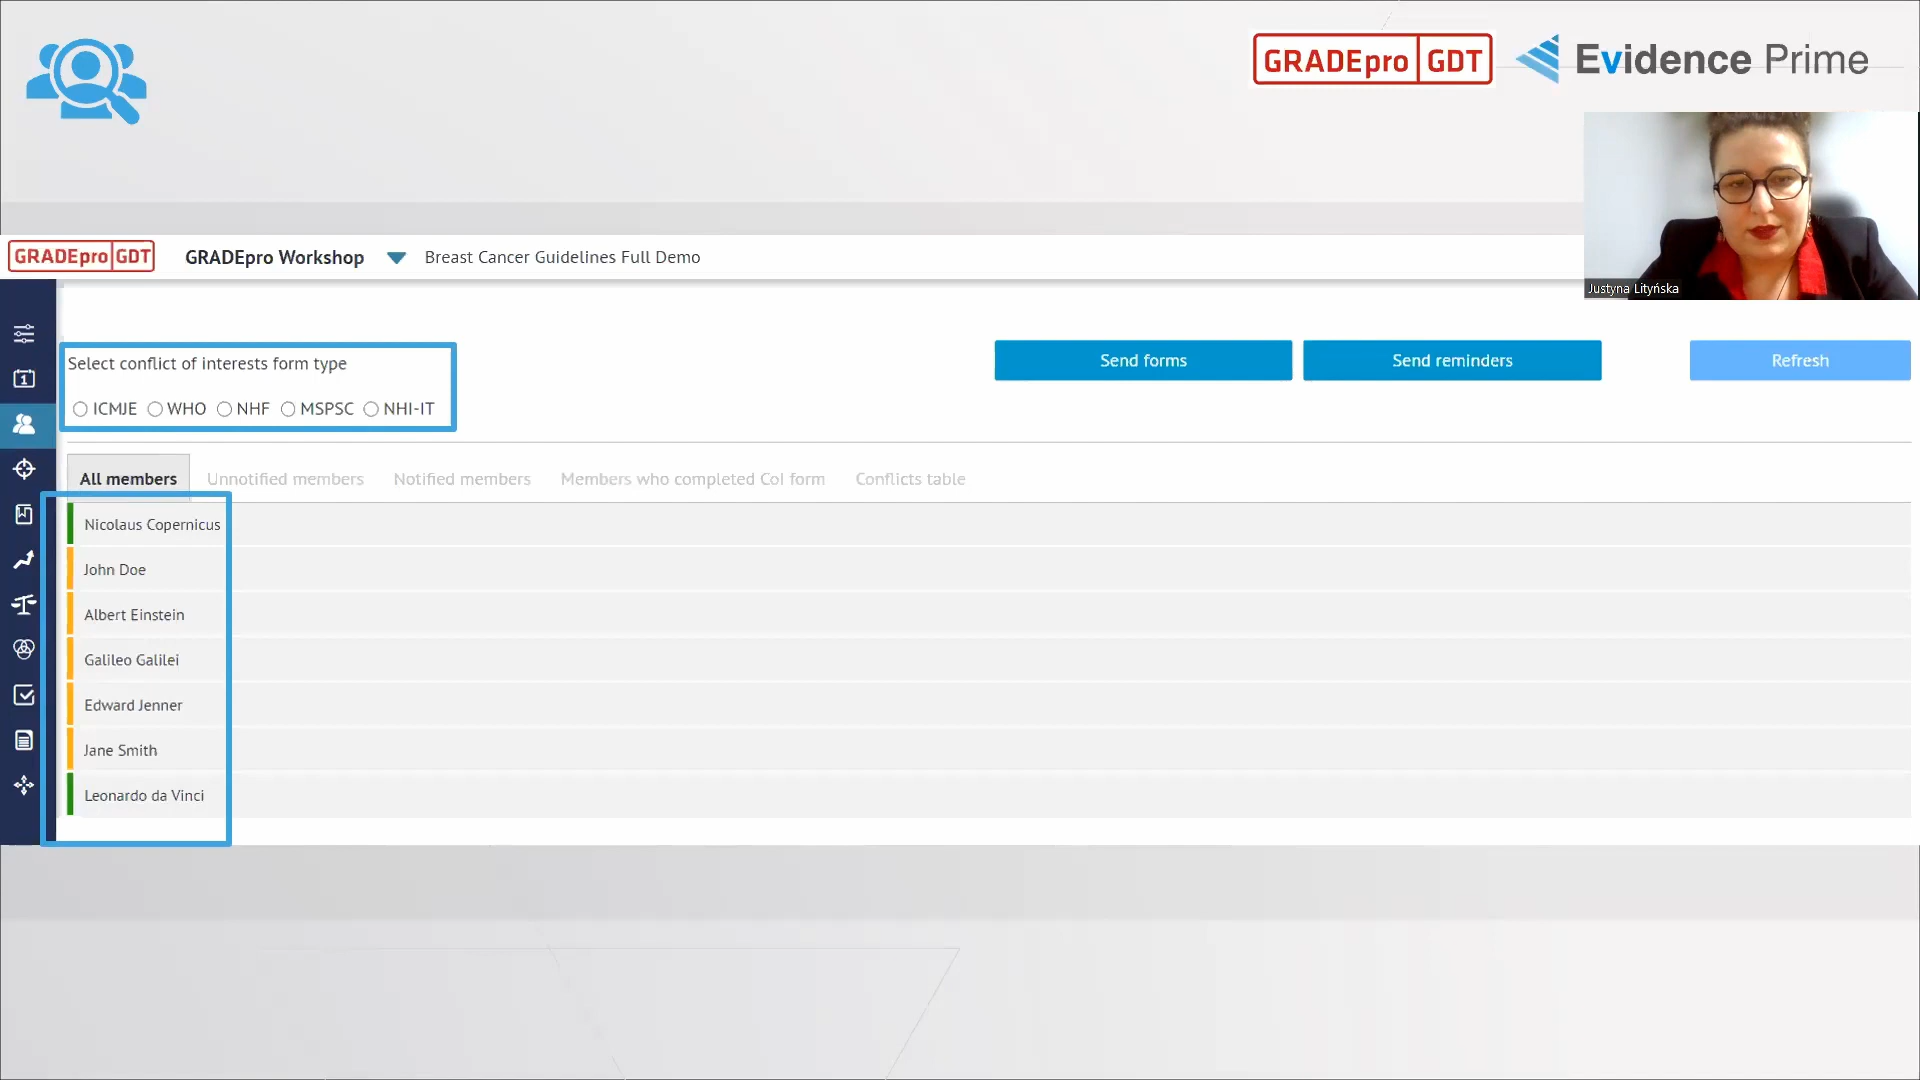 GRADEpro GDT
Evidence Prime
Justyna Lityńska
GRADEpro GDT
GRADEpro Workshop
Breast Cancer Guidelines Full Demo
1
Select conflict of interests form type
ICMJE WHO NHF MSPSC NHI-IT
Send forms
Send reminders
Refresh
All members
Unnotified members
Notified members
Members who completed CoI form
Conflicts table
Nicolaus Copernicus
John Doe
Albert Einstein
Galileo Galilei
Edward Jenner
Jane Smith
Leonardo da Vinci